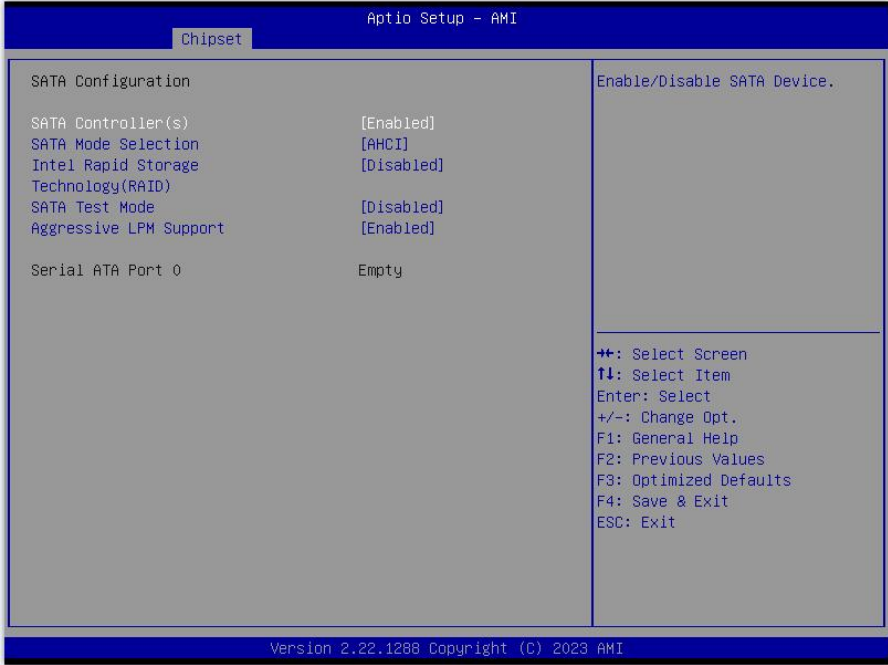 Aptio Setup – AMI
Chipset
SATA Configuration
Enable/Disable SATA Device.
SATA Controller(s) [Enabled]
SATA Mode Selection [AHCI]
Intel Rapid Storage [Disabled]
Technology(RAID)
SATA Test Mode [Disabled]
Aggressive LPM Support [Enabled]
Serial ATA Port 0 Empty
→←: Select Screen
↑↓: Select Item
Enter: Select
+/-: Change Opt.
F1: General Help
F2: Previous Values
F3: Optimized Defaults
F4: Save & Exit
ESC: Exit
Version 2.22.1288 Copyright (C) 2023 AMI